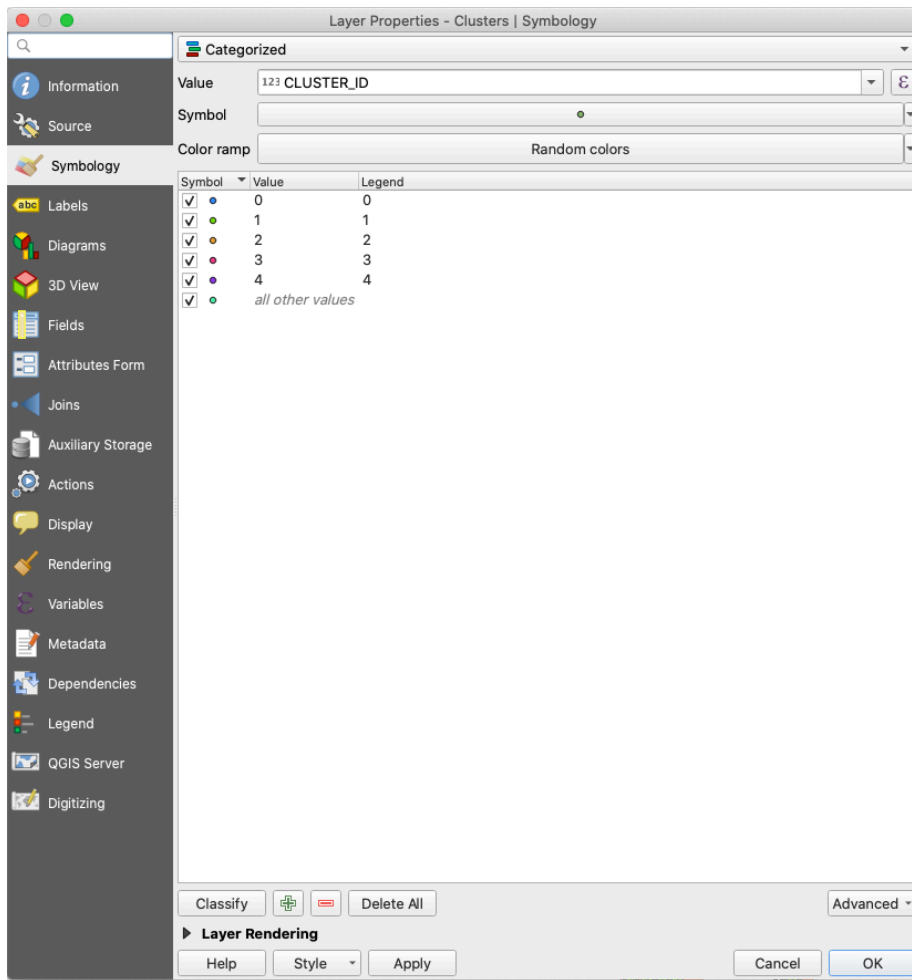 Layer Properties - Clusters | Symbology
Categorized
Information
Source
Symbology
abc Labels
Diagrams
3D View
Fields
Attributes Form
Joins
Auxiliary Storage
Actions
Display
Rendering
Variables
Metadata
Dependencies
Legend
QGIS Server
Digitizing
Value 123 CLUSTER_ID ε
Symbol
Color ramp Random colors
Symbol Value Legend
0 0
1 1
2 2
3 3
4 4
all other values
Classify Delete All Advanced
Layer Rendering
Help Style Apply Cancel OK